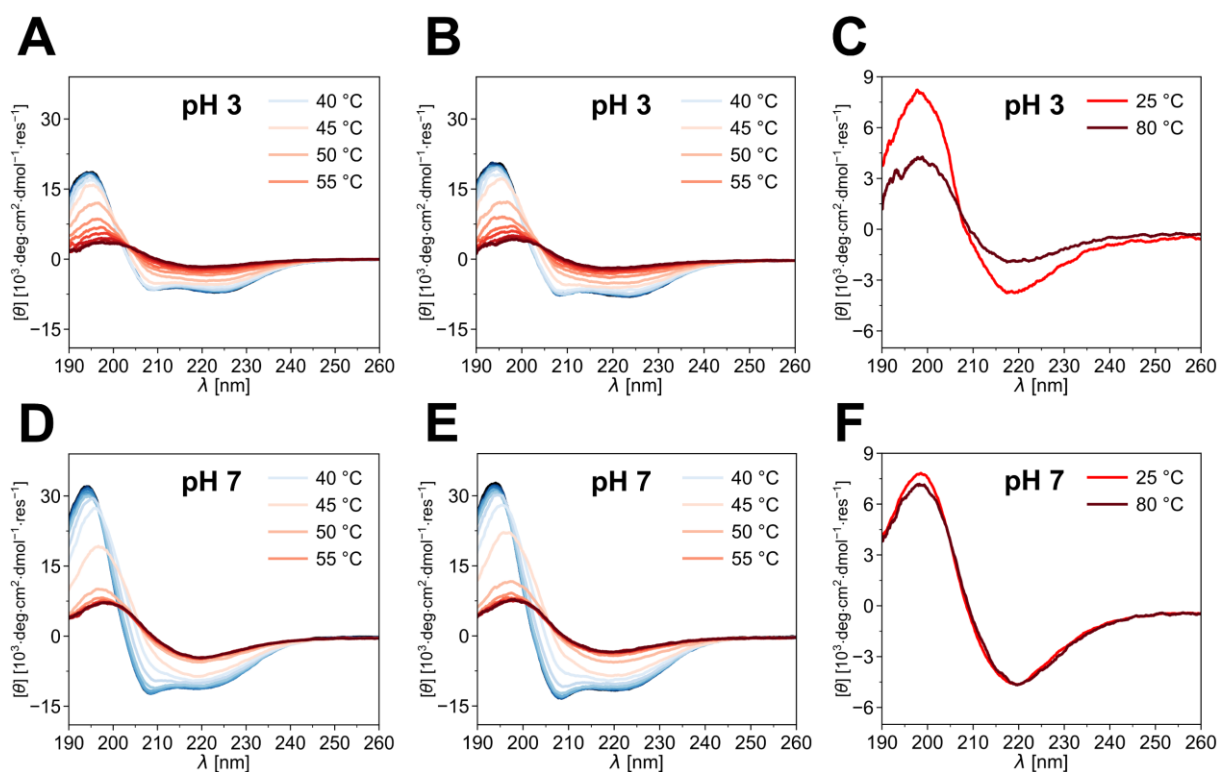 A
B
C
pH 3
40 °C
45 °C
50 °C
55 °C
30
15
0
−15
[θ] [10³·deg·cm²·dmol⁻¹·res⁻¹]
190 200 210 220 230 240 250 260
λ [nm]
pH 3
40 °C
45 °C
50 °C
55 °C
30
15
0
−15
[θ] [10³·deg·cm²·dmol⁻¹·res⁻¹]
190 200 210 220 230 240 250 260
λ [nm]
pH 3
25 °C
80 °C
9
6
3
0
−3
−6
[θ] [10³·deg·cm²·dmol⁻¹·res⁻¹]
190 200 210 220 230 240 250 260
λ [nm]
D
E
F
pH 7
40 °C
45 °C
50 °C
55 °C
30
15
0
−15
[θ] [10³·deg·cm²·dmol⁻¹·res⁻¹]
190 200 210 220 230 240 250 260
λ [nm]
pH 7
40 °C
45 °C
50 °C
55 °C
30
15
0
−15
[θ] [10³·deg·cm²·dmol⁻¹·res⁻¹]
190 200 210 220 230 240 250 260
λ [nm]
pH 7
25 °C
80 °C
9
6
3
0
−3
−6
[θ] [10³·deg·cm²·dmol⁻¹·res⁻¹]
190 200 210 220 230 240 250 260
λ [nm]